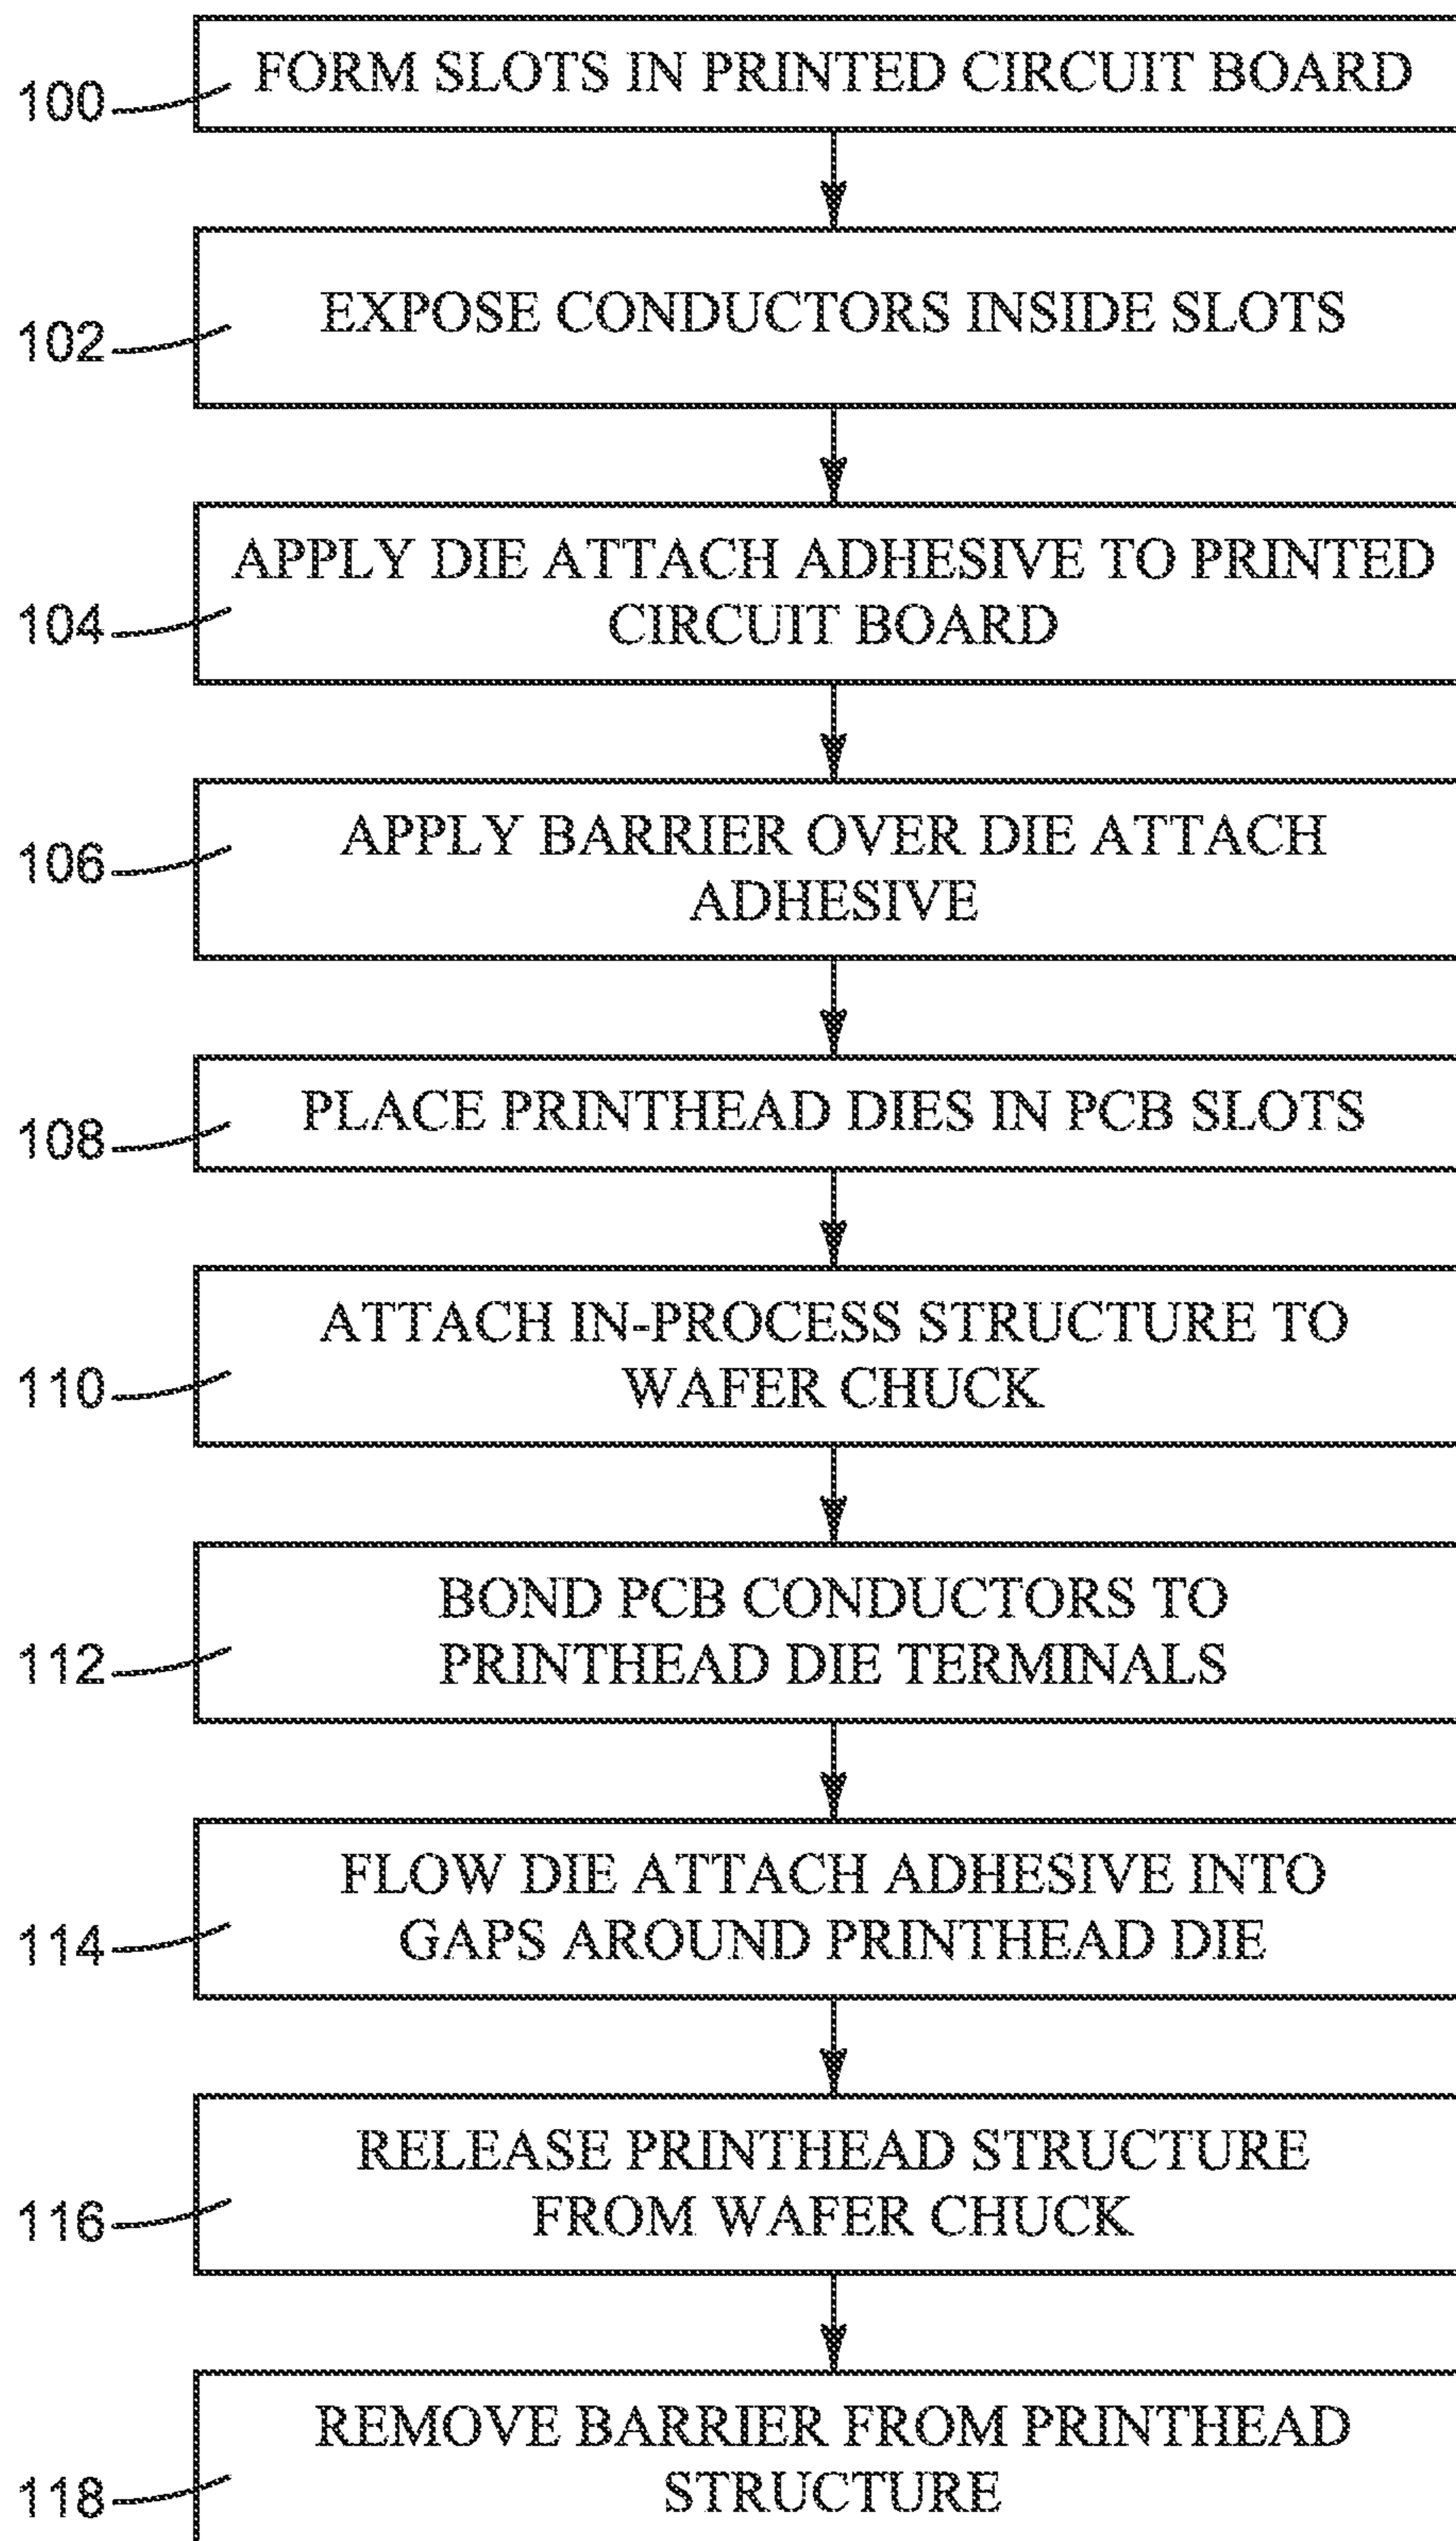 100 FORM SLOTS IN PRINTED CIRCUIT BOARD
102 EXPOSE CONDUCTORS INSIDE SLOTS
APPLY DIE ATTACH ADHESIVE TO PRINTED
104 CIRCUIT BOARD
106 APPLY BARRIER OVER DIE ATTACH
ADHESIVE
108 PLACE PRINTHEAD DIES IN PCB SLOTS
ATTACH IN-PROCESS STRUCTURE TO
110 WAFER CHUCK
BOND PCB CONDUCTORS TO
112 PRINTHEAD DIE TERMINALS
FLOW DIE ATTACH ADHESIVE INTO
114 GAPS AROUND PRINTHEAD DIE
RELEASE PRINTHEAD STRUCTURE
116 FROM WAFER CHUCK
REMOVE BARRIER FROM PRINTHEAD
118 STRUCTURE